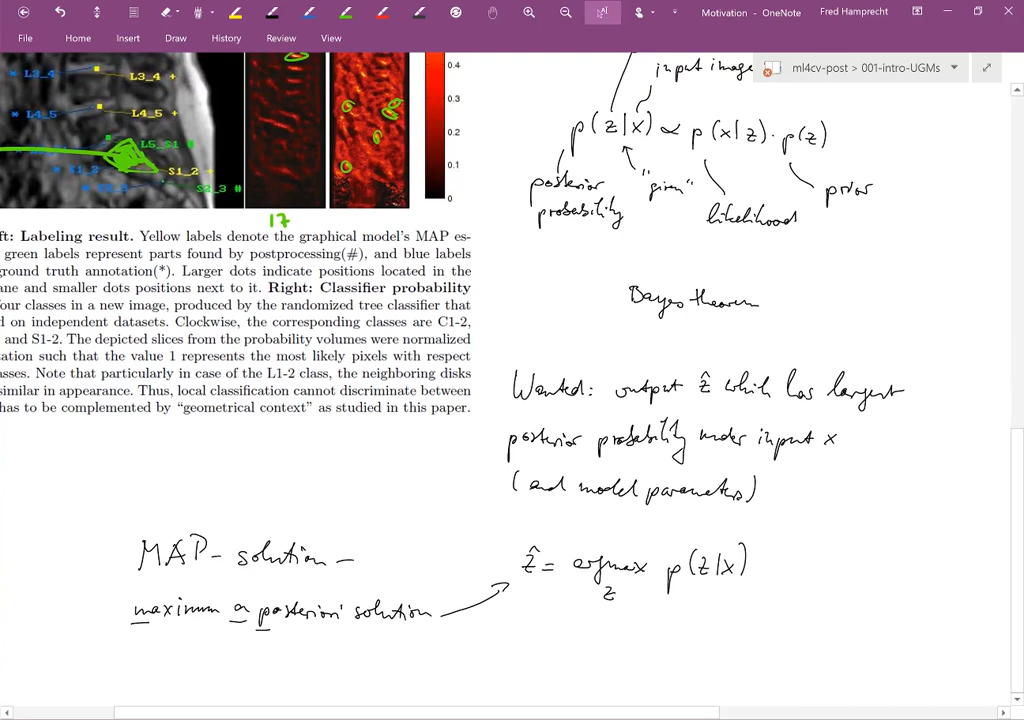 Motivation - OneNote
Fred Hamprecht
File Home Insert Draw History Review View
ml4cv-post > 001-intro-UGMs
* L3_4
L3_4 +
* L4_5
L4_5 +
L5_S1 #
S1_2 +
S2_3 #
0.4
0.3
0.2
0.1
0
17
ft: Labeling result. Yellow labels denote the graphical model's MAP es-
green labels represent parts found by postprocessing(#), and blue labels
round truth annotation(*). Larger dots indicate positions located in the
ane and smaller dots positions next to it. Right: Classifier probability
our classes in a new image, produced by the randomized tree classifier that
d on independent datasets. Clockwise, the corresponding classes are C1-2,
and S1-2. The depicted slices from the probability volumes were normalized
tation such that the value 1 represents the most likely pixels with respect
asses. Note that particularly in case of the L1-2 class, the neighboring disks
similar in appearance. Thus, local classification cannot discriminate between
has to be complemented by “geometrical context” as studied in this paper.
input image
p(z|x) ∝ p(x|z) · p(z)
posterior
probability
"given"
likelihood
prior
Bayes theorem
Wanted: output ẑ which has largest
posterior probability under input x
(and model parameters)
MAP - solution -
maximum a posteriori solution
ẑ = argmax p(z|x)
z